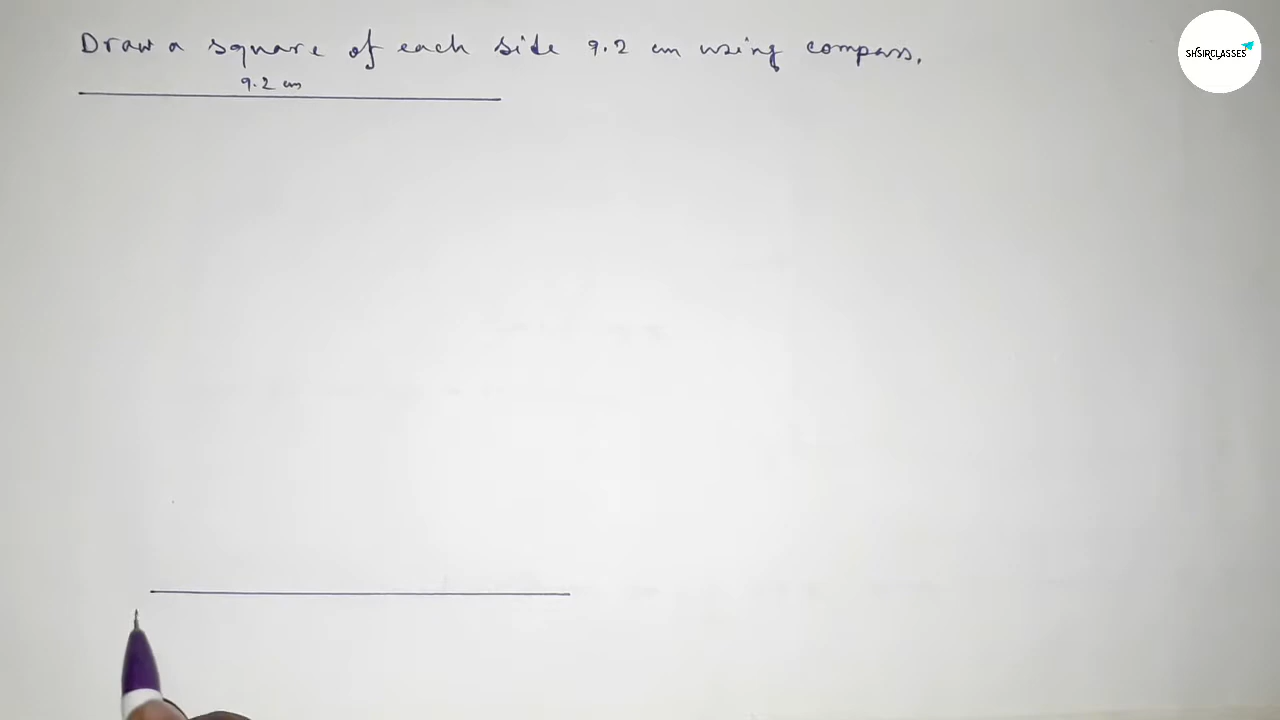 Draw a square of each side 9.2 cm using compass.
9.2 cm
SHSIRCLASSES